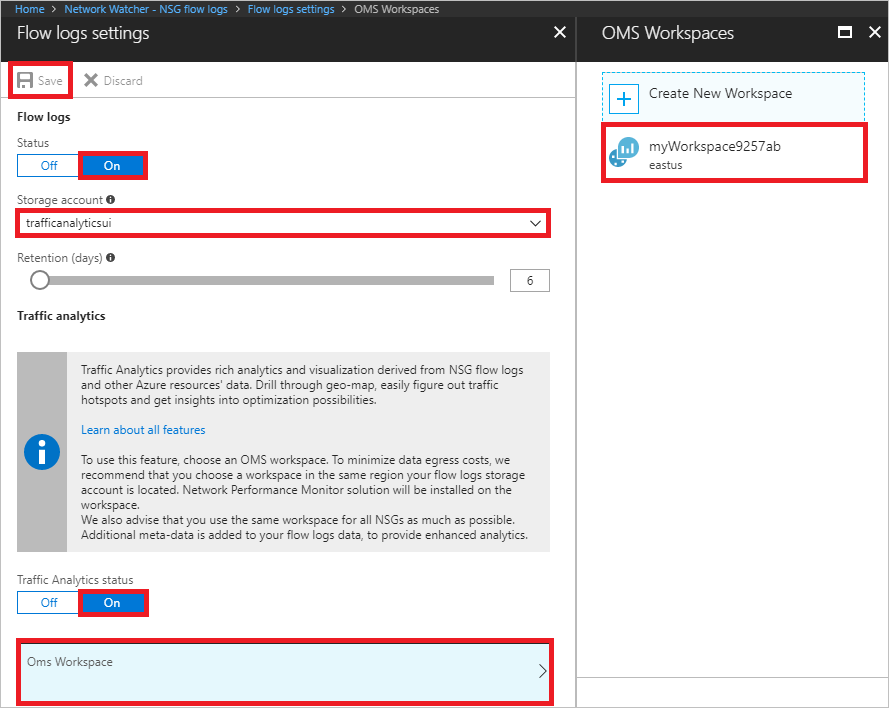 Home > Network Watcher - NSG flow logs > Flow logs settings > OMS Workspaces
Flow logs settings
Save Discard
Flow logs
Status
Off On
Storage account
trafficanalyticsui
Retention (days)
6
Traffic analytics
Traffic Analytics provides rich analytics and visualization derived from NSG flow logs
and other Azure resources' data. Drill through geo-map, easily figure out traffic
hotspots and get insights into optimization possibilities.
Learn about all features
To use this feature, choose an OMS workspace. To minimize data egress costs, we
recommend that you choose a workspace in the same region your flow logs storage
account is located. Network Performance Monitor solution will be installed on the
workspace.
We also advise that you use the same workspace for all NSGs as much as possible.
Additional meta-data is added to your flow logs data, to provide enhanced analytics.
Traffic Analytics status
Off On
Oms Workspace
OMS Workspaces
Create New Workspace
myWorkspace9257ab
eastus